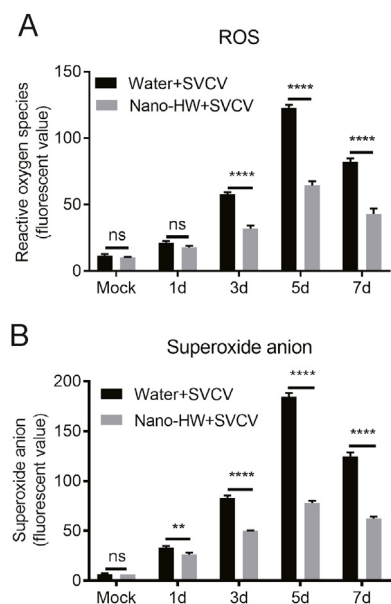 A
ROS
Reactive oxygen species
(fluorescent value)
150
100
50
0
Water+SVCV
Nano-HW+SVCV
ns
ns
****
****
****
Mock 1d 3d 5d 7d
B
Superoxide anion
Superoxide anion
(fluorescent value)
200
150
100
50
0
Water+SVCV
Nano-HW+SVCV
ns
**
****
****
****
Mock 1d 3d 5d 7d